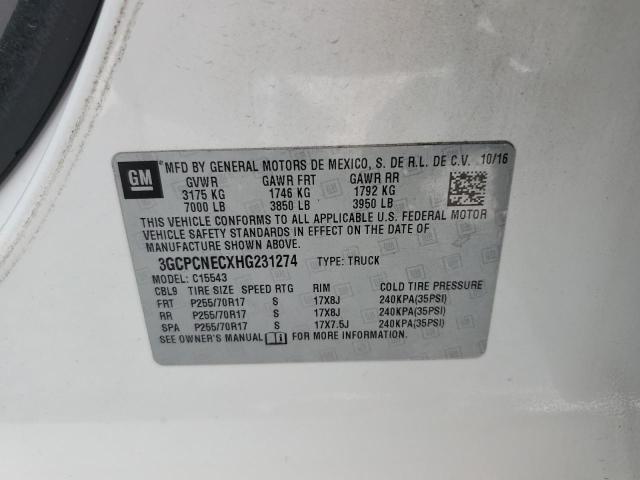 GM ® MFD BY GENERAL MOTORS DE MEXICO, S. DE R.L. DE C.V. 10/16
GVWR GAWR FRT GAWR RR
3175 KG 1746 KG 1792 KG
7000 LB 3850 LB 3950 LB
THIS VEHICLE CONFORMS TO ALL APPLICABLE U.S. FEDERAL MOTOR
VEHICLE SAFETY STANDARDS IN EFFECT ON THE DATE OF
MANUFACTURE SHOWN ABOVE.
3GCPCNECXHG231274 TYPE: TRUCK
MODEL: C15543
CBL9 TIRE SIZE SPEED RTG RIM COLD TIRE PRESSURE
FRT P255/70R17 S 17X8J 240KPA(35PSI)
RR P255/70R17 S 17X8J 240KPA(35PSI)
SPA P255/70R17 S 17X7.5J 240KPA(35PSI)
SEE OWNER'S MANUAL FOR MORE INFORMATION.